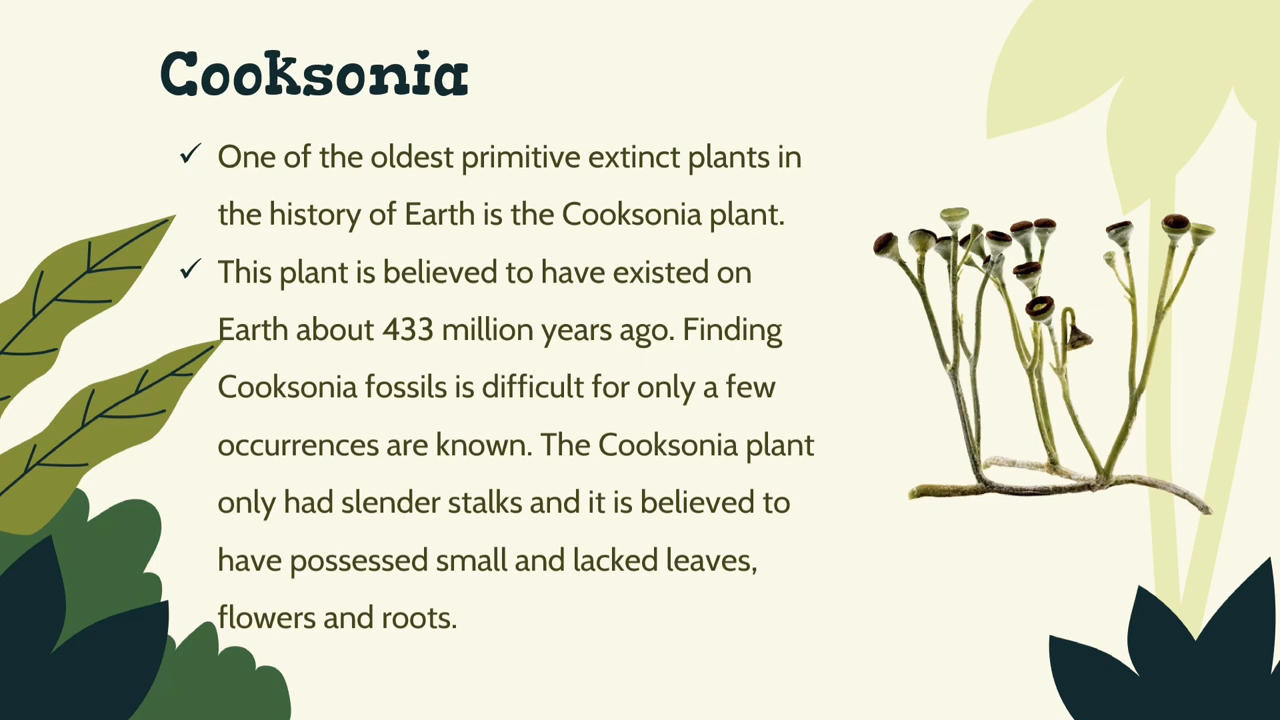 Cooksonia
✓ One of the oldest primitive extinct plants in
the history of Earth is the Cooksonia plant.
✓ This plant is believed to have existed on
Earth about 433 million years ago. Finding
Cooksonia fossils is difficult for only a few
occurrences are known. The Cooksonia plant
only had slender stalks and it is believed to
have possessed small and lacked leaves,
flowers and roots.